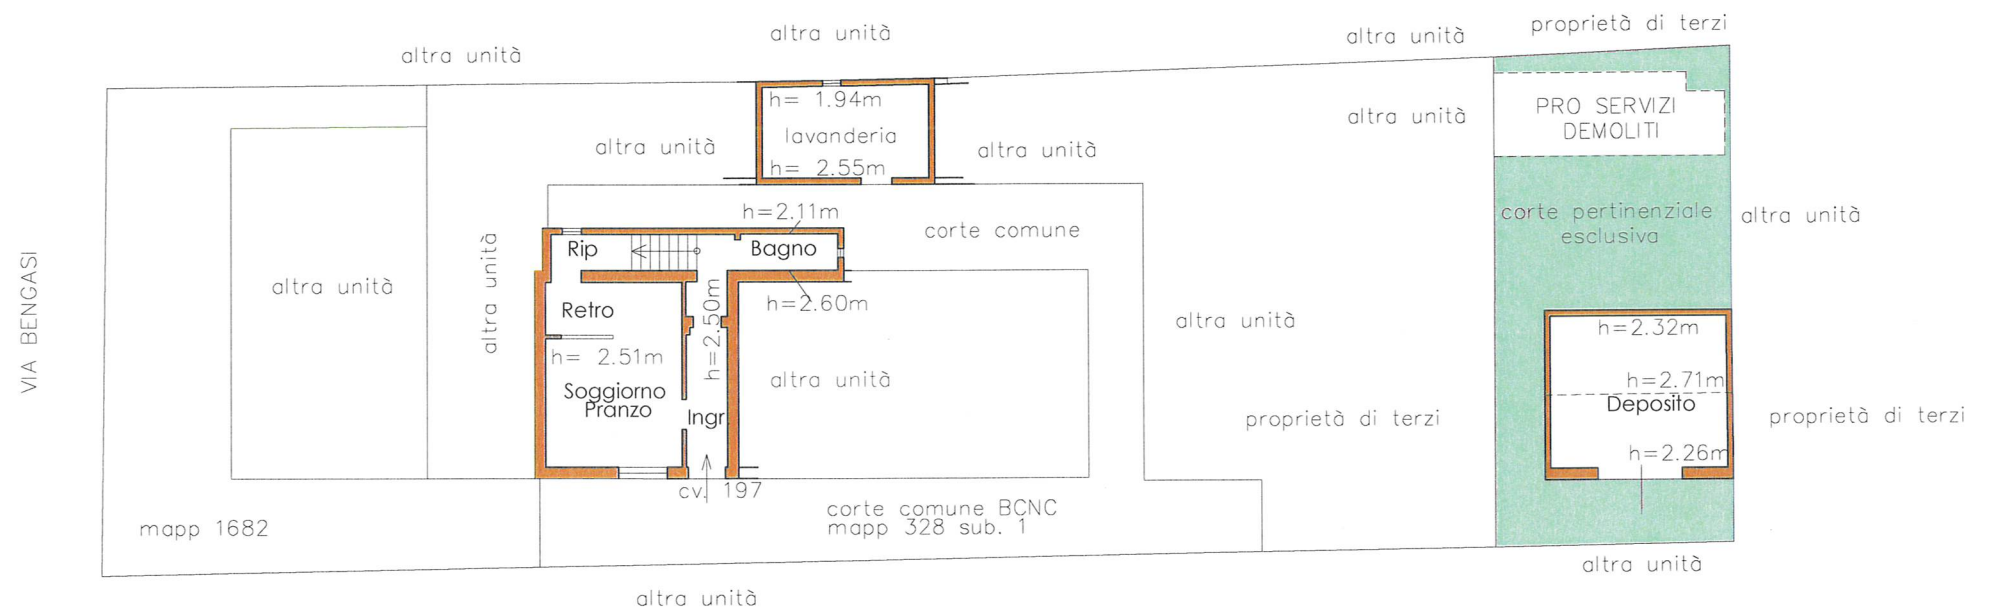 proprietà di terzi
altra unità
altra unità
altra unità
h= 1.94m
lavanderia
h= 2.55m
altra unità
altra unità
altra unità
PRO SERVIZI
DEMOLITI
h=2.11m
corte comune
corte pertinenziale
esclusiva
altra unità
Rip
Bagno
altra unità
VIA BENGASI
altra unità
Retro
h=2.50m
h=2.60m
altra unità
h=2.32m
h= 2.51m
Soggiorno
Pranzo
Ingr.
altra unità
h=2.71m
Deposito
proprietà di terzi
proprietà di terzi
h=2.26m
cv. 197
corte comune BCNC
mapp 328 sub. 1
mapp 1682
altra unità
altra unità